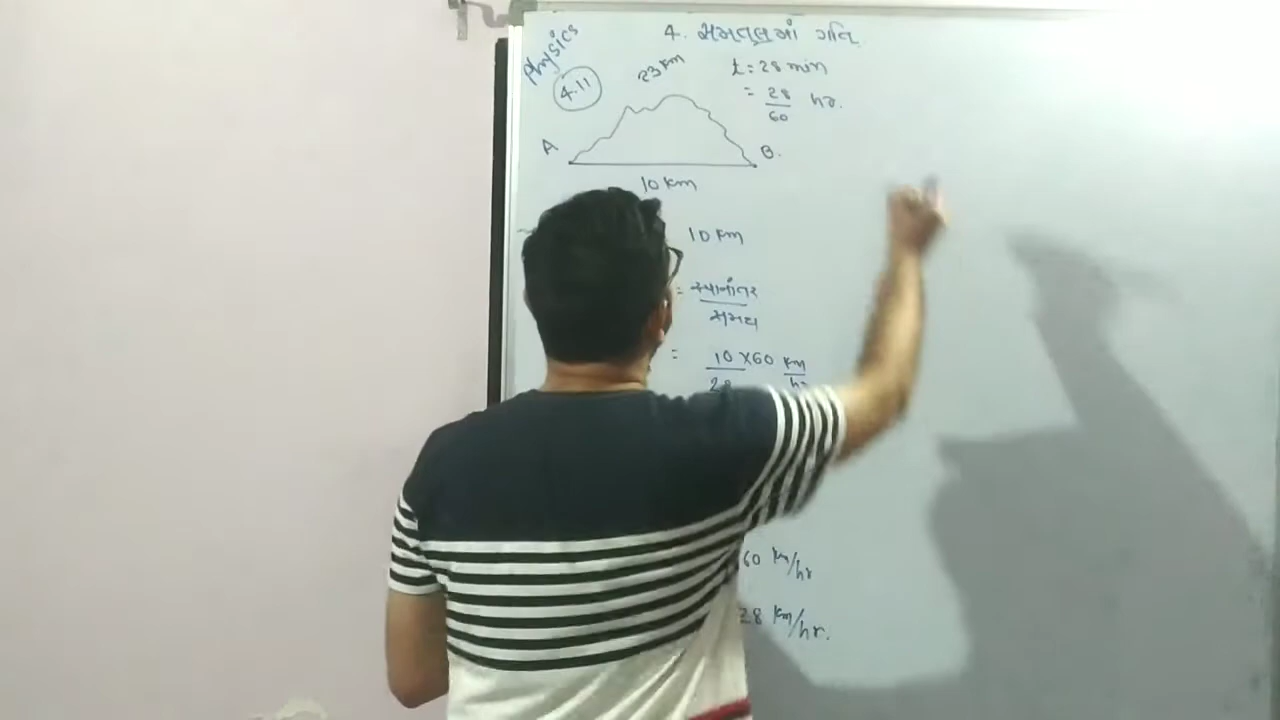 Physics
4. સમતલમાં ગતિ
4.11
23 km
t = 28 min
= 28/60 hr.
A
B.
10 km
10 km
= સ્થાનાંતર
સમય
= 10 × 60 km
28 hr
60 km/hr
28 km/hr.